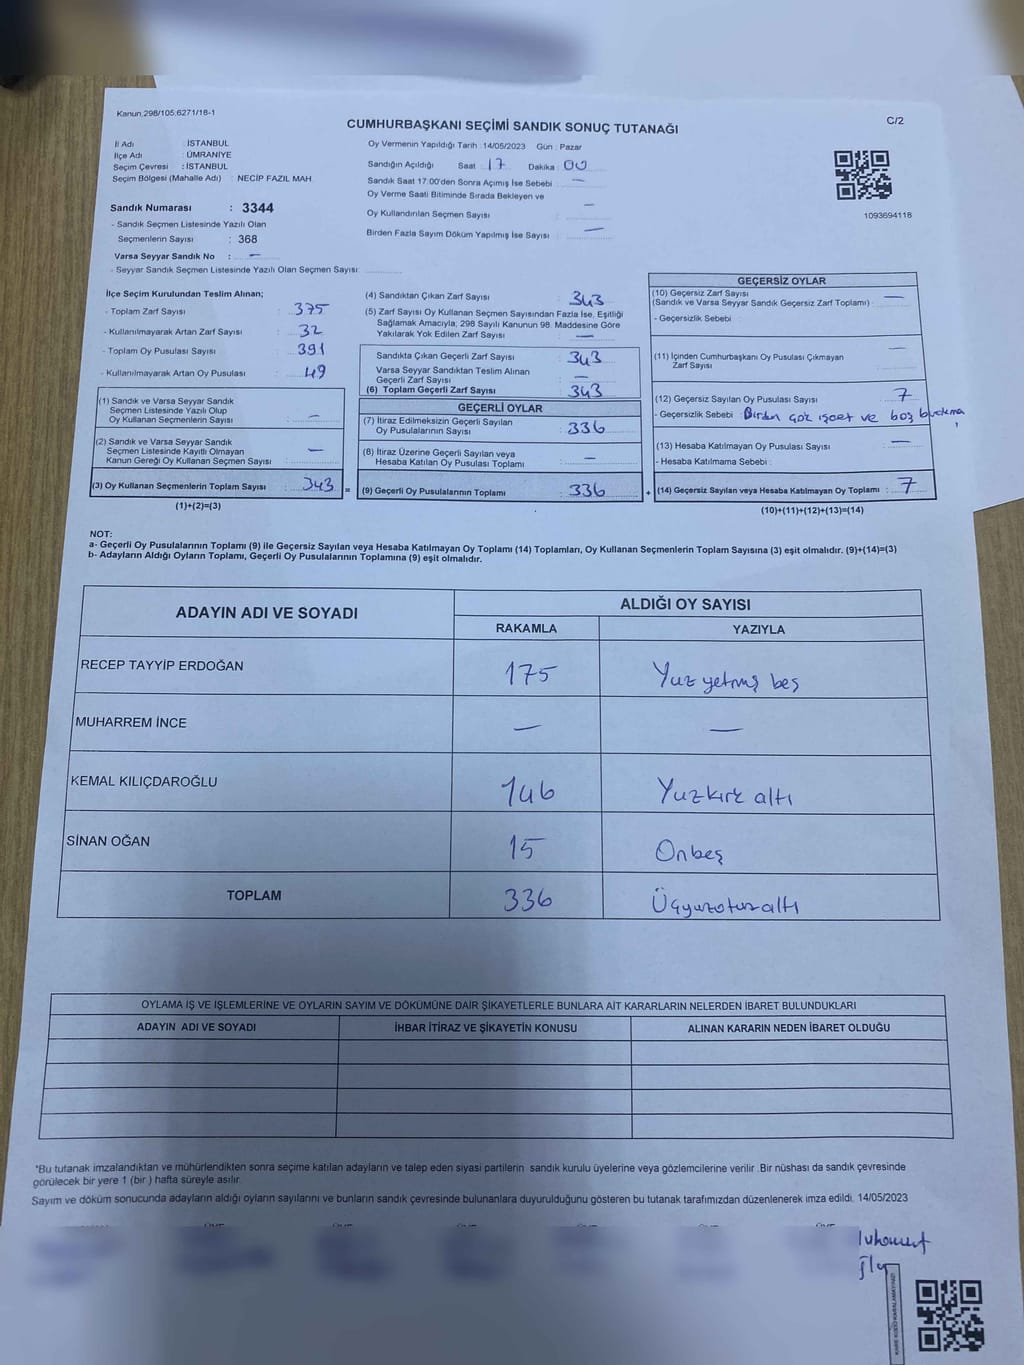 Kanun,298/105,6271/18-1
CUMHURBAŞKANI SEÇİMİ SANDIK SONUÇ TUTANAĞI
C/2
İl Adı : İSTANBUL
İlçe Adı : ÜMRANİYE
Seçim Çevresi : İSTANBUL
Seçim Bölgesi (Mahalle Adı) : NECİP FAZIL MAH.
Sandık Numarası : 3344
- Sandık Seçmen Listesinde Yazılı Olan
Seçmenlerin Sayısı : 368
Varsa Seyyar Sandık No : —
- Seyyar Sandık Seçmen Listesinde Yazılı Olan Seçmen Sayısı:
Oy Vermenin Yapıldığı Tarih : 14/05/2023 Gün : Pazar
Sandığın Açıldığı Saat : 17 Dakika : 00
Sandık Saat 17:00'den Sonra Açımış İse Sebebi : —
Oy Verme Saati Bitiminde Sırada Bekleyen ve
Oy Kullandırılan Seçmen Sayısı : —
Birden Fazla Sayım Döküm Yapılmış İse Sayısı : —
1093694118
İlçe Seçim Kurulundan Teslim Alınan;
- Toplam Zarf Sayısı : 375
- Kullanılmayarak Artan Zarf Sayısı : 32
- Toplam Oy Pusulası Sayısı : 391
- Kullanılmayarak Artan Oy Pusulası : 49
(1) Sandık ve Varsa Seyyar Sandık
Seçmen Listesinde Yazılı Olup
Oy Kullanan Seçmenlerin Sayısı : —
(2) Sandık ve Varsa Seyyar Sandık
Seçmen Listesinde Kayıtlı Olmayan
Kanun Gereği Oy Kullanan Seçmen Sayısı : —
(3) Oy Kullanan Seçmenlerin Toplam Sayısı : 343 =
(1)+(2)=(3)
(4) Sandıktan Çıkan Zarf Sayısı : 343
(5) Zarf Sayısı Oy Kullanan Seçmen Sayısından Fazla İse, Eşitliği
Sağlamak Amacıyla; 298 Sayılı Kanunun 98. Maddesine Göre
Yakılarak Yok Edilen Zarf Sayısı : —
Sandıkta Çıkan Geçerli Zarf Sayısı : 343
Varsa Seyyar Sandıktan Teslim Alınan
Geçerli Zarf Sayısı : —
(6) Toplam Geçerli Zarf Sayısı : 343
GEÇERLİ OYLAR
(7) İtiraz Edilmeksizin Geçerli Sayılan
Oy Pusulalarının Sayısı : 336
(8) İtiraz Üzerine Geçerli Sayılan veya
Hesaba Katılan Oy Pusulası Toplamı : —
(9) Geçerli Oy Pusulalarının Toplamı : 336 +
GEÇERSİZ OYLAR
(10) Geçersiz Zarf Sayısı
(Sandık ve Varsa Seyyar Sandık Geçersiz Zarf Toplamı) : —
- Geçersizlik Sebebi :
(11) İçinden Cumhurbaşkanı Oy Pusulası Çıkmayan
Zarf Sayısı : —
(12) Geçersiz Sayılan Oy Pusulası Sayısı : 7
- Geçersizlik Sebebi : Birden çok işaret ve boş bırakma
(13) Hesaba Katılmayan Oy Pusulası Sayısı : —
- Hesaba Katılmama Sebebi :
(14) Geçersiz Sayılan veya Hesaba Katılmayan Oy Toplamı : 7
(10)+(11)+(12)+(13)=(14)
NOT:
a- Geçerli Oy Pusulalarının Toplamı (9) ile Geçersiz Sayılan veya Hesaba Katılmayan Oy Toplamı (14) Toplamları, Oy Kullanan Seçmenlerin Toplam Sayısına (3) eşit olmalıdır. (9)+(14)=(3)
b- Adayların Aldığı Oyların Toplamı, Geçerli Oy Pusulalarının Toplamına (9) eşit olmalıdır.
ADAYIN ADI VE SOYADI ALDIĞI OY SAYISI
RAKAMLA YAZIYLA
RECEP TAYYİP ERDOĞAN 175 Yuz yetmiş beş
MUHARREM İNCE — —
KEMAL KILIÇDAROĞLU 146 Yuzkırk altı
SİNAN OĞAN 15 Onbeş
TOPLAM 336 Üçyuzotuzaltı
OYLAMA İŞ VE İŞLEMLERİNE VE OYLARIN SAYIM VE DÖKÜMÜNE DAİR ŞİKAYETLERLE BUNLARA AİT KARARLARIN NELERDEN İBARET BULUNDUKLARI
ADAYIN ADI VE SOYADI İHBAR İTİRAZ VE ŞİKAYETİN KONUSU ALINAN KARARIN NEDEN İBARET OLDUĞU
"Bu tutanak imzalandıktan ve mühürlendikten sonra seçime katılan adayların ve talep eden siyasi partilerin sandık kurulu üyelerine veya gözlemcilerine verilir .Bir nüshası da sandık çevresinde
görülecek bir yere 1 (bir ) hafta süreyle asılır.
Sayım ve döküm sonucunda adayların aldığı oyların sayılarını ve bunların sandık çevresinde bulunanlara duyurulduğunu gösteren bu tutanak tarafımızdan düzenlenerek imza edildi. 14/05/2023